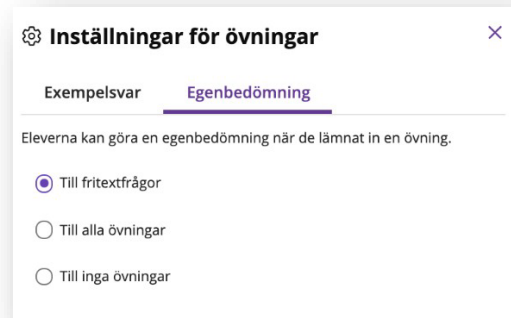 Inställningar för övningar
Exempelsvar Egenbedömning
Eleverna kan göra en egenbedömning när de lämnat in en övning.
Till fritextfrågor
Till alla övningar
Till inga övningar